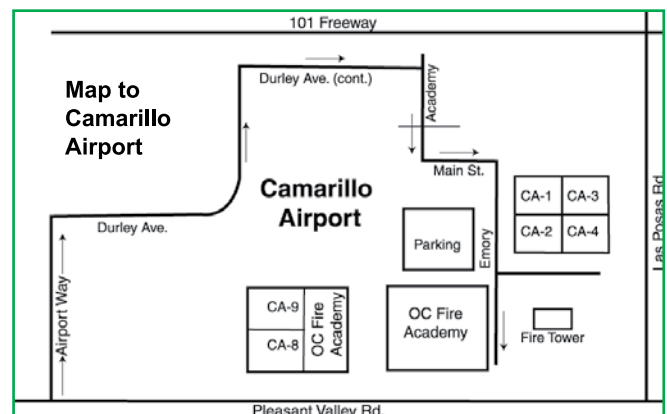 101 Freeway
Durley Ave. (cont.)
Map to
Camarillo
Airport
Academy
Main St.
Camarillo
Airport
CA-1 CA-3
CA-2 CA-4
Las Posas Rd
Durley Ave.
Parking
Emory
Airport Way
CA-9
CA-8
OC Fire
Academy
OC Fire
Academy
Fire Tower
Pleasant Valley Rd